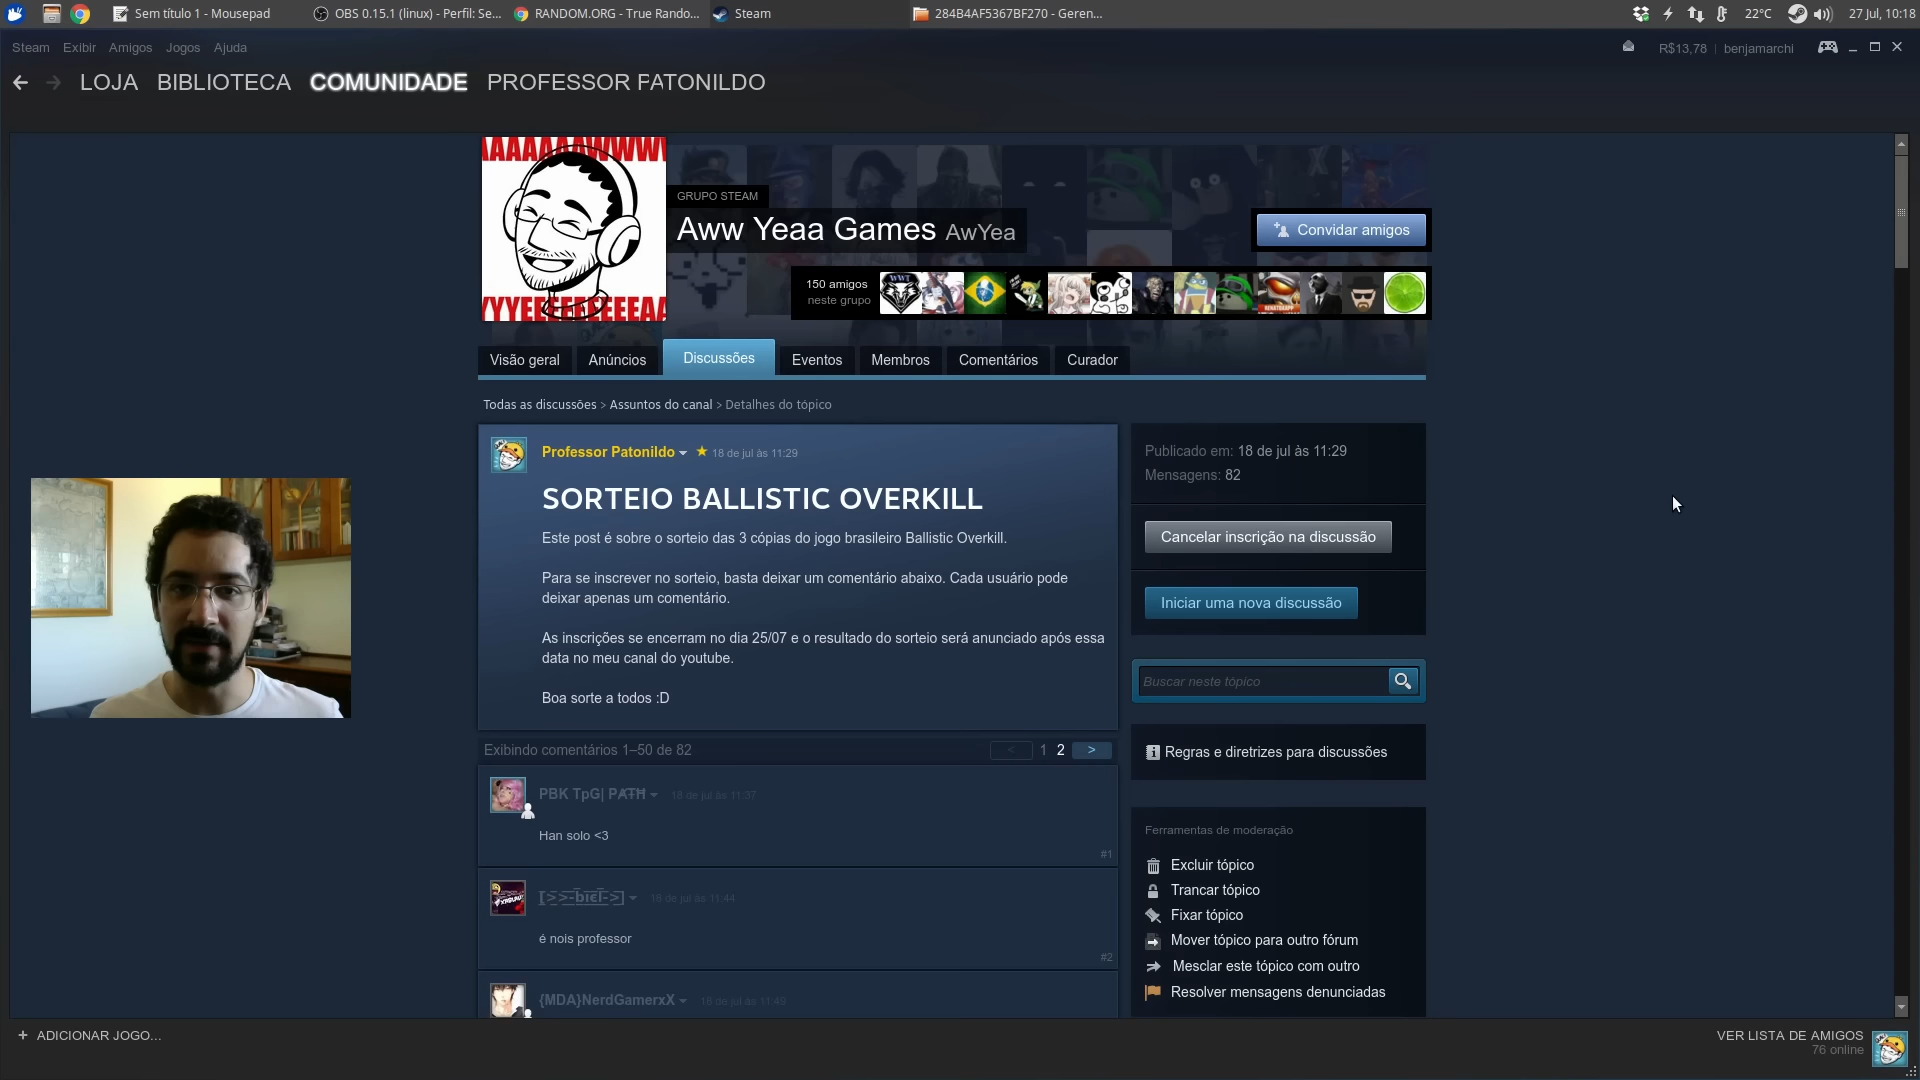 Sem título 1 - Mousepad
OBS 0.15.1 (linux) - Perfil: Se...
RANDOM.ORG - True Rando...
Steam
284B4AF5367BF270 - Geren...
22°C
27 Jul, 10:18
Steam Exibir Amigos Jogos Ajuda
R$13,78 | benjamarchi
LOJA BIBLIOTECA COMUNIDADE PROFESSOR PATONILDO
GRUPO STEAM
Aww Yeaa Games AwYea
Convidar amigos
150 amigos
neste grupo
Visão geral Anúncios Discussões Eventos Membros Comentários Curador
Todas as discussões > Assuntos do canal > Detalhes do tópico
Professor Patonildo 18 de jul às 11:29
SORTEIO BALLISTIC OVERKILL
Este post é sobre o sorteio das 3 cópias do jogo brasileiro Ballistic Overkill.
Para se inscrever no sorteio, basta deixar um comentário abaixo. Cada usuário pode
deixar apenas um comentário.
As inscrições se encerram no dia 25/07 e o resultado do sorteio será anunciado após essa
data no meu canal do youtube.
Boa sorte a todos :D
Exibindo comentários 1–50 de 82
< 1 2 >
18 de jul às 11:37
Han solo <3
#1
18 de jul às 11:44
é nois professor
#2
{MDA}NerdGamerxX 18 de jul às 11:49
Publicado em: 18 de jul às 11:29
Mensagens: 82
Cancelar inscrição na discussão
Iniciar uma nova discussão
Buscar neste tópico
Regras e diretrizes para discussões
Ferramentas de moderação
Excluir tópico
Trancar tópico
Fixar tópico
Mover tópico para outro fórum
Mesclar este tópico com outro
Resolver mensagens denunciadas
+ ADICIONAR JOGO...
VER LISTA DE AMIGOS
76 online